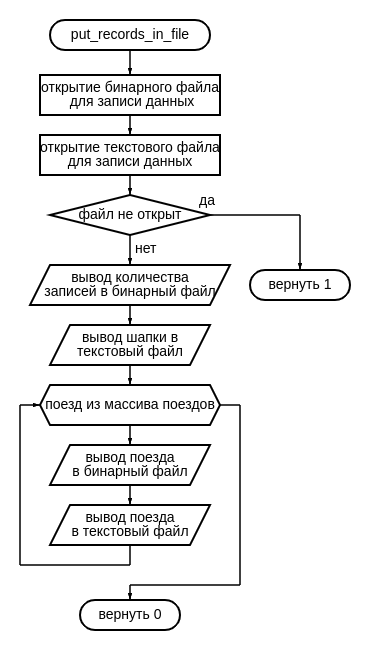 put_records_in_file
открытие бинарного файла
для записи данных
открытие текстового файла
для записи данных
да
файл не открыт
нет
вывод количества
записей в бинарный файл
вернуть 1
вывод шапки в
текстовый файл
поезд из массива поездов
вывод поезда
в бинарный файл
вывод поезда
в текстовый файл
вернуть 0